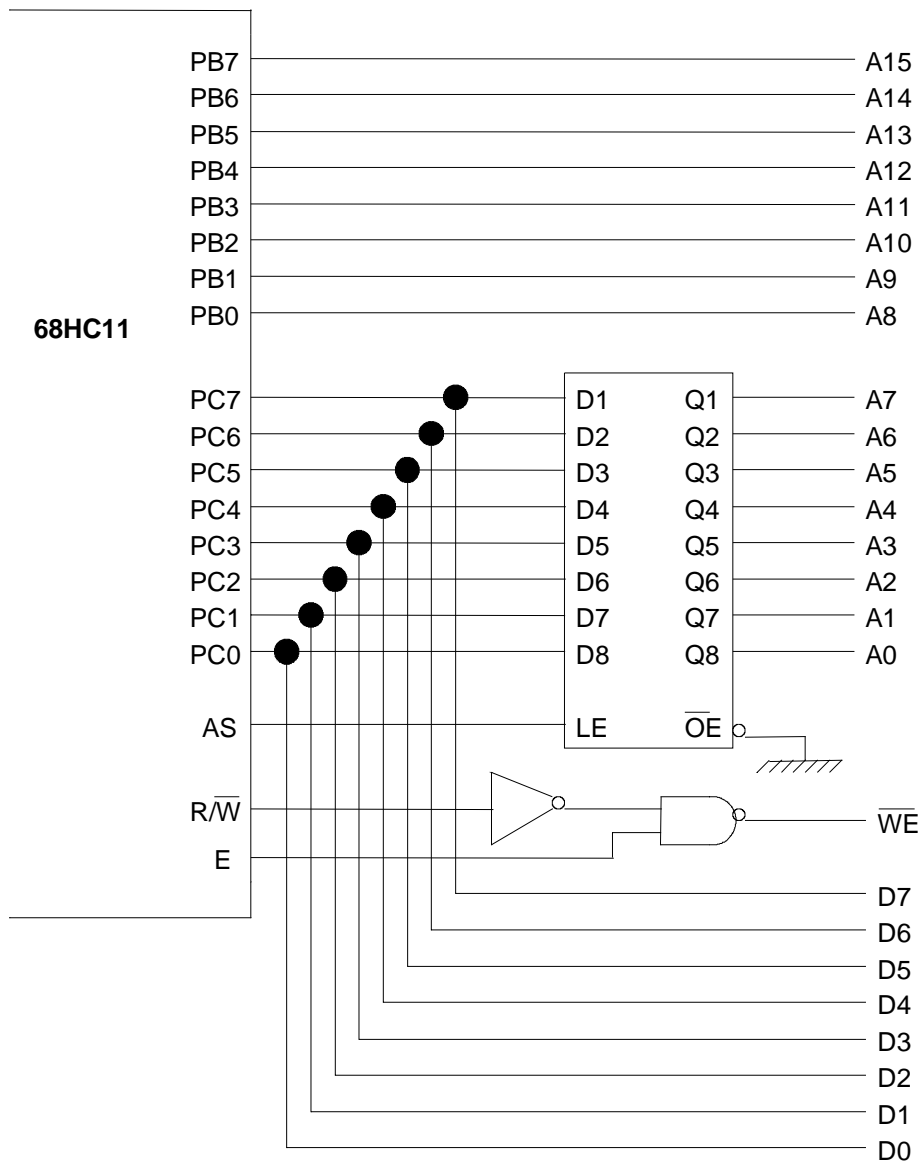 PB7 A15
PB6 A14
PB5 A13
PB4 A12
PB3 A11
PB2 A10
PB1 A9
PB0 A8
68HC11
PC7 D1 Q1 A7
PC6 D2 Q2 A6
PC5 D3 Q3 A5
PC4 D4 Q4 A4
PC3 D5 Q5 A3
PC2 D6 Q6 A2
PC1 D7 Q7 A1
PC0 D8 Q8 A0
AS LE O̅E̅
R/W̅ W̅E̅
E
D7
D6
D5
D4
D3
D2
D1
D0